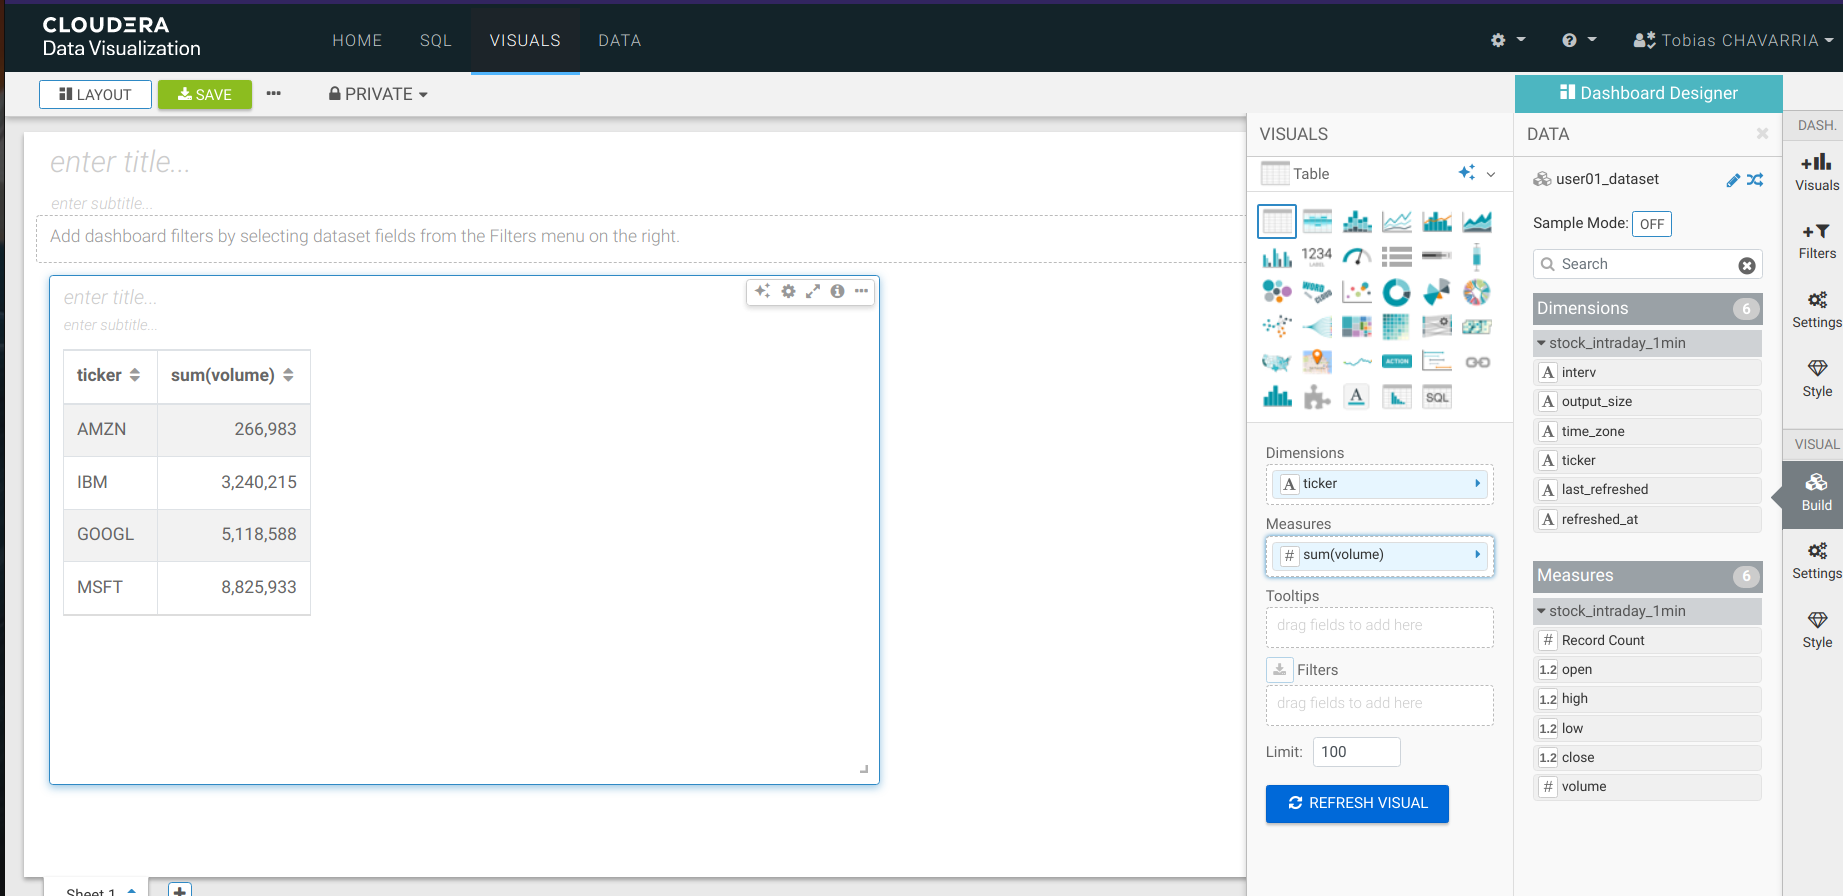 CLOUDERA
Data Visualization
HOME
SQL
VISUALS
DATA
Tobias CHAVARRIA
LAYOUT
SAVE
PRIVATE
Dashboard Designer
enter title...
enter subtitle...
Add dashboard filters by selecting dataset fields from the Filters menu on the right.
enter title...
enter subtitle...
ticker sum(volume)
AMZN 266,983
IBM 3,240,215
GOOGL 5,118,588
MSFT 8,825,933
Sheet 1
VISUALS
Table
1234
LABEL
WORD
CLOUD
ACTION
A
SQL
Dimensions
A ticker
Measures
# sum(volume)
Tooltips
drag fields to add here
Filters
drag fields to add here
Limit: 100
REFRESH VISUAL
DATA
user01_dataset
Sample Mode: OFF
Search
Dimensions 6
stock_intraday_1min
A interv
A output_size
A time_zone
A ticker
A last_refreshed
A refreshed_at
Measures 6
stock_intraday_1min
# Record Count
1.2 open
1.2 high
1.2 low
1.2 close
# volume
DASH.
Visuals
Filters
Settings
Style
VISUAL
Build
Settings
Style